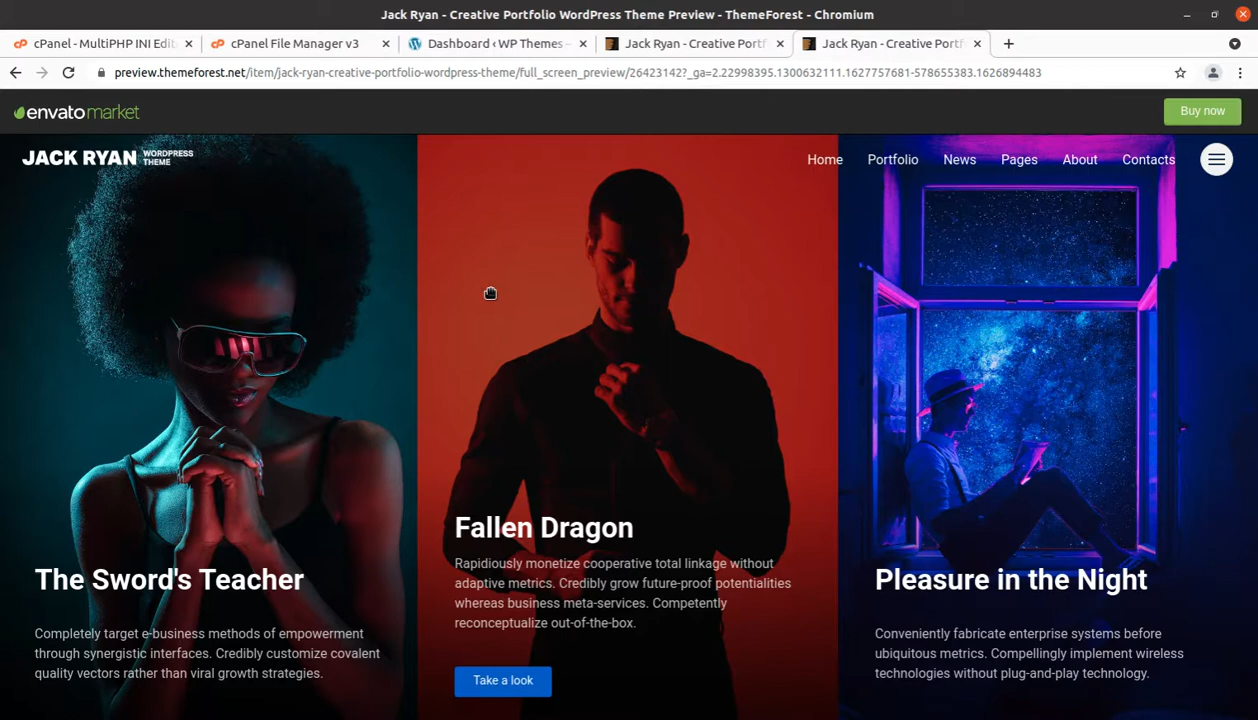 Jack Ryan - Creative Portfolio WordPress Theme Preview - ThemeForest - Chromium
cPanel - MultiPHP INI Edit
cPanel File Manager v3
Dashboard ‹ WP Themes –
Jack Ryan - Creative Portf
Jack Ryan - Creative Portf
preview.themeforest.net/item/jack-ryan-creative-portfolio-wordpress-theme/full_screen_preview/26423142?_ga=2.22998395.1300632111.1627757681-578655383.1626894483
envatomarket
Buy now
JACK RYAN WORDPRESS THEME
Home
Portfolio
News
Pages
About
Contacts
The Sword's Teacher
Completely target e-business methods of empowerment
through synergistic interfaces. Credibly customize covalent
quality vectors rather than viral growth strategies.
Fallen Dragon
Rapidiously monetize cooperative total linkage without
adaptive metrics. Credibly grow future-proof potentialities
whereas business meta-services. Competently
reconceptualize out-of-the-box.
Take a look
Pleasure in the Night
Conveniently fabricate enterprise systems before
ubiquitous metrics. Compellingly implement wireless
technologies without plug-and-play technology.